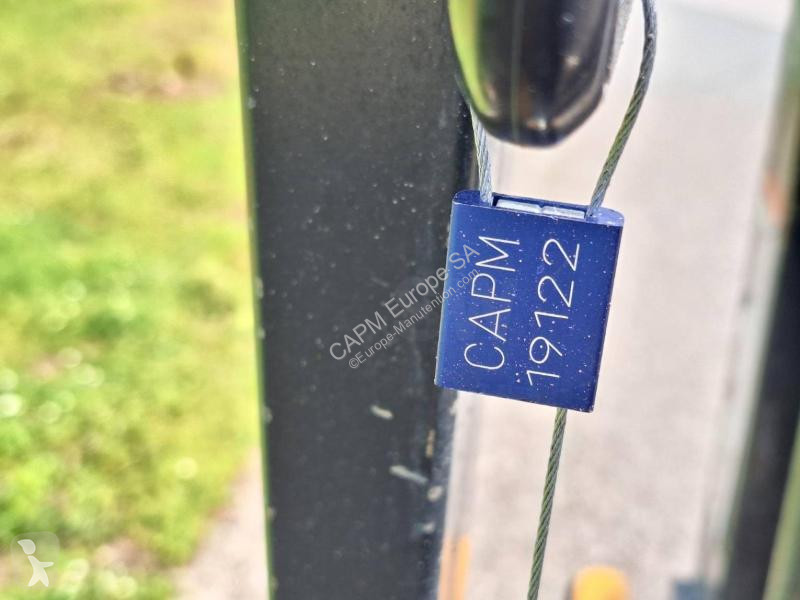 CAPM
19122
CAPM Europe SA
©Europe-Manutention.com